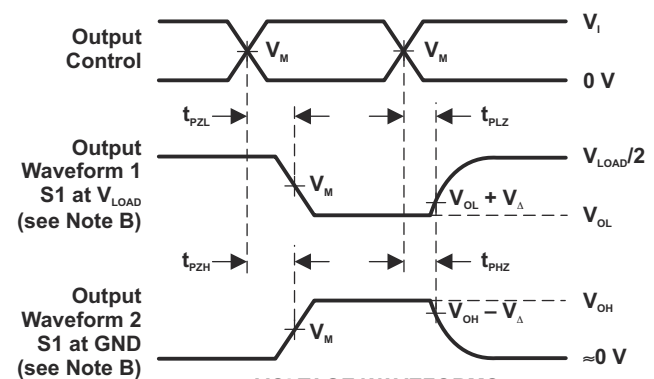 Output
Control
V_M
V_M
V_I
0 V
t_PZL
t_PLZ
Output
Waveform 1
S1 at V_LOAD
(see Note B)
V_M
V_OL + V_Δ
V_LOAD/2
V_OL
t_PZH
t_PHZ
Output
Waveform 2
S1 at GND
(see Note B)
V_M
V_OH – V_Δ
V_OH
≈0 V